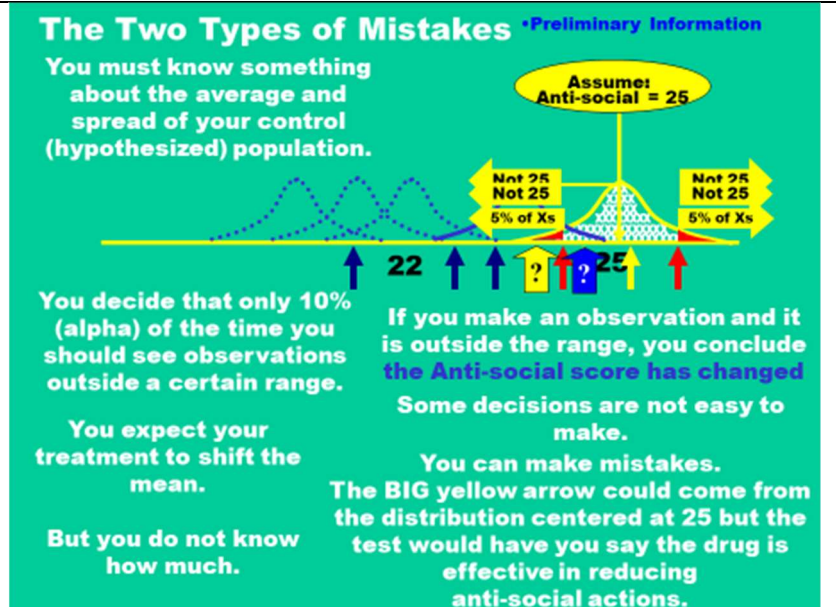 The Two Types of Mistakes
•Preliminary Information
You must know something
about the average and
spread of your control
(hypothesized) population.
Assume:
Anti-social = 25
Not 25
Not 25
5% of Xs
Not 25
Not 25
5% of Xs
22
?
?
25
You decide that only 10%
(alpha) of the time you
should see observations
outside a certain range.
You expect your
treatment to shift the
mean.
But you do not know
how much.
If you make an observation and it
is outside the range, you conclude
the Anti-social score has changed
Some decisions are not easy to
make.
You can make mistakes.
The BIG yellow arrow could come from
the distribution centered at 25 but the
test would have you say the drug is
effective in reducing
anti-social actions.